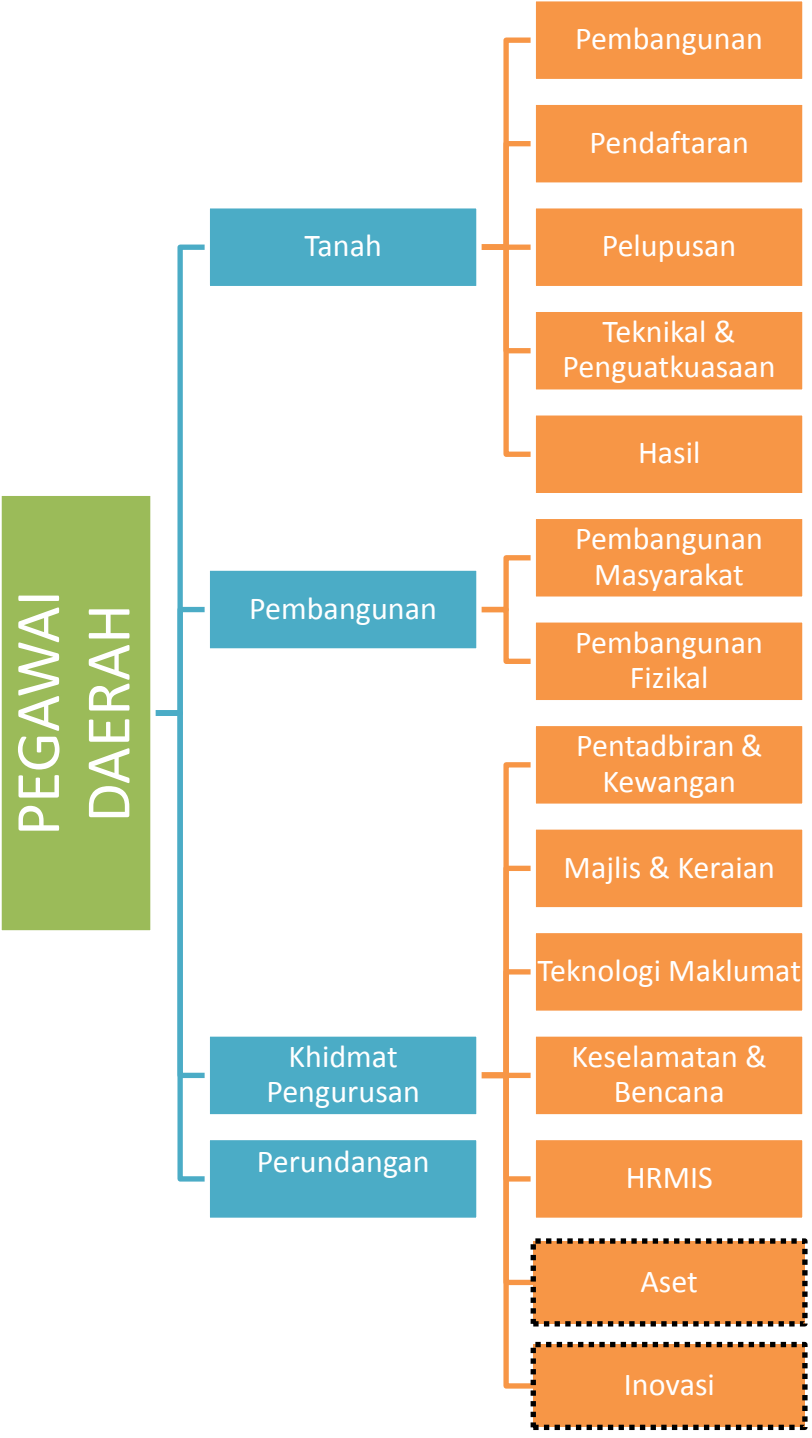 PEGAWAI
DAERAH
Tanah
Pembangunan
Pendaftaran
Pelupusan
Teknikal &
Penguatkuasaan
Hasil
Pembangunan
Pembangunan
Masyarakat
Pembangunan
Fizikal
Khidmat
Pengurusan
Pentadbiran &
Kewangan
Majlis & Keraian
Teknologi Maklumat
Keselamatan &
Bencana
HRMIS
Aset
Inovasi
Perundangan